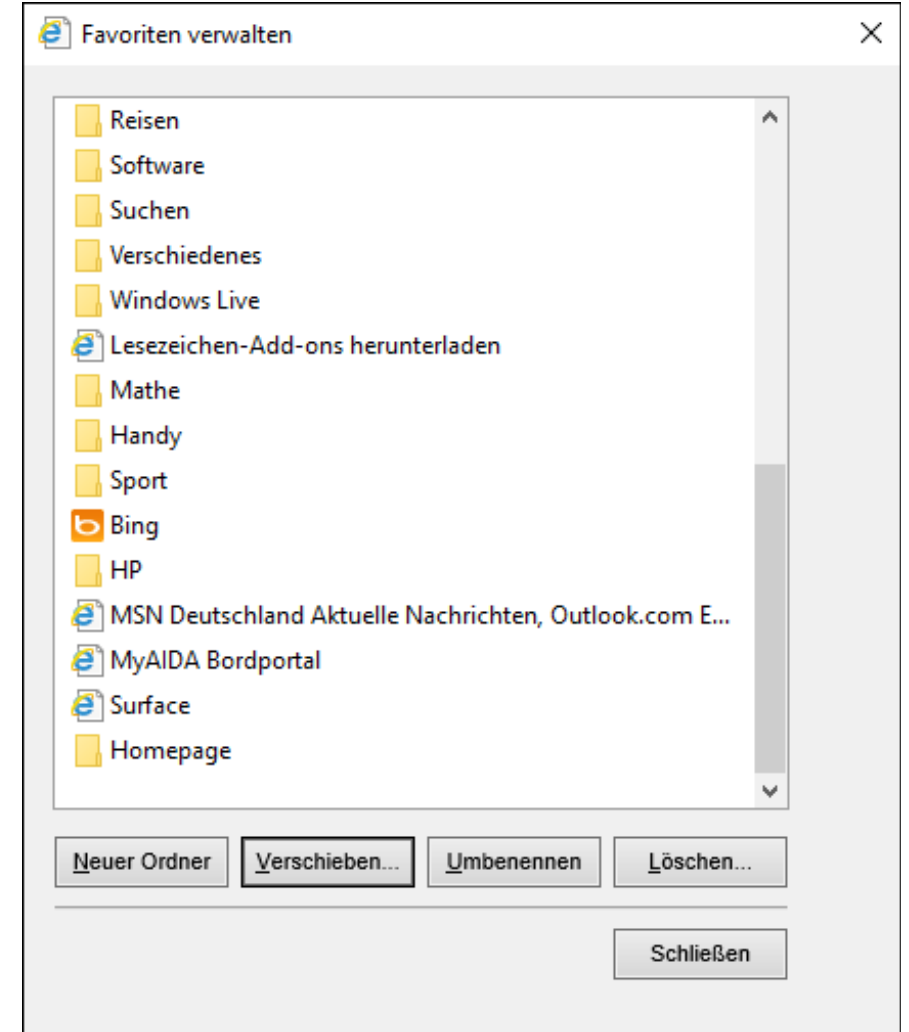 Favoriten verwalten
Reisen
Software
Suchen
Verschiedenes
Windows Live
Lesezeichen-Add-ons herunterladen
Mathe
Handy
Sport
Bing
HP
MSN Deutschland Aktuelle Nachrichten, Outlook.com E...
MyAIDA Bordportal
Surface
Homepage
Neuer Ordner Verschieben... Umbenennen Löschen...
Schließen